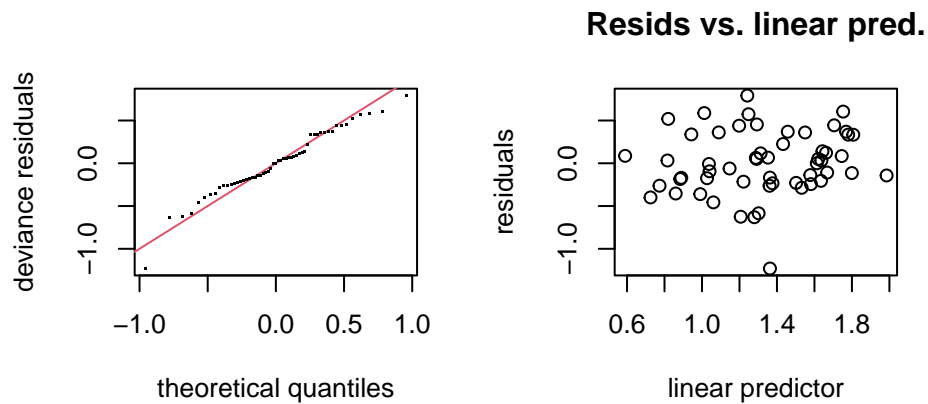 Resids vs. linear pred.
deviance residuals
−1.0
0.0
−1.0
0.0
0.5
1.0
theoretical quantiles
residuals
−1.0
0.0
0.6
1.0
1.4
1.8
linear predictor